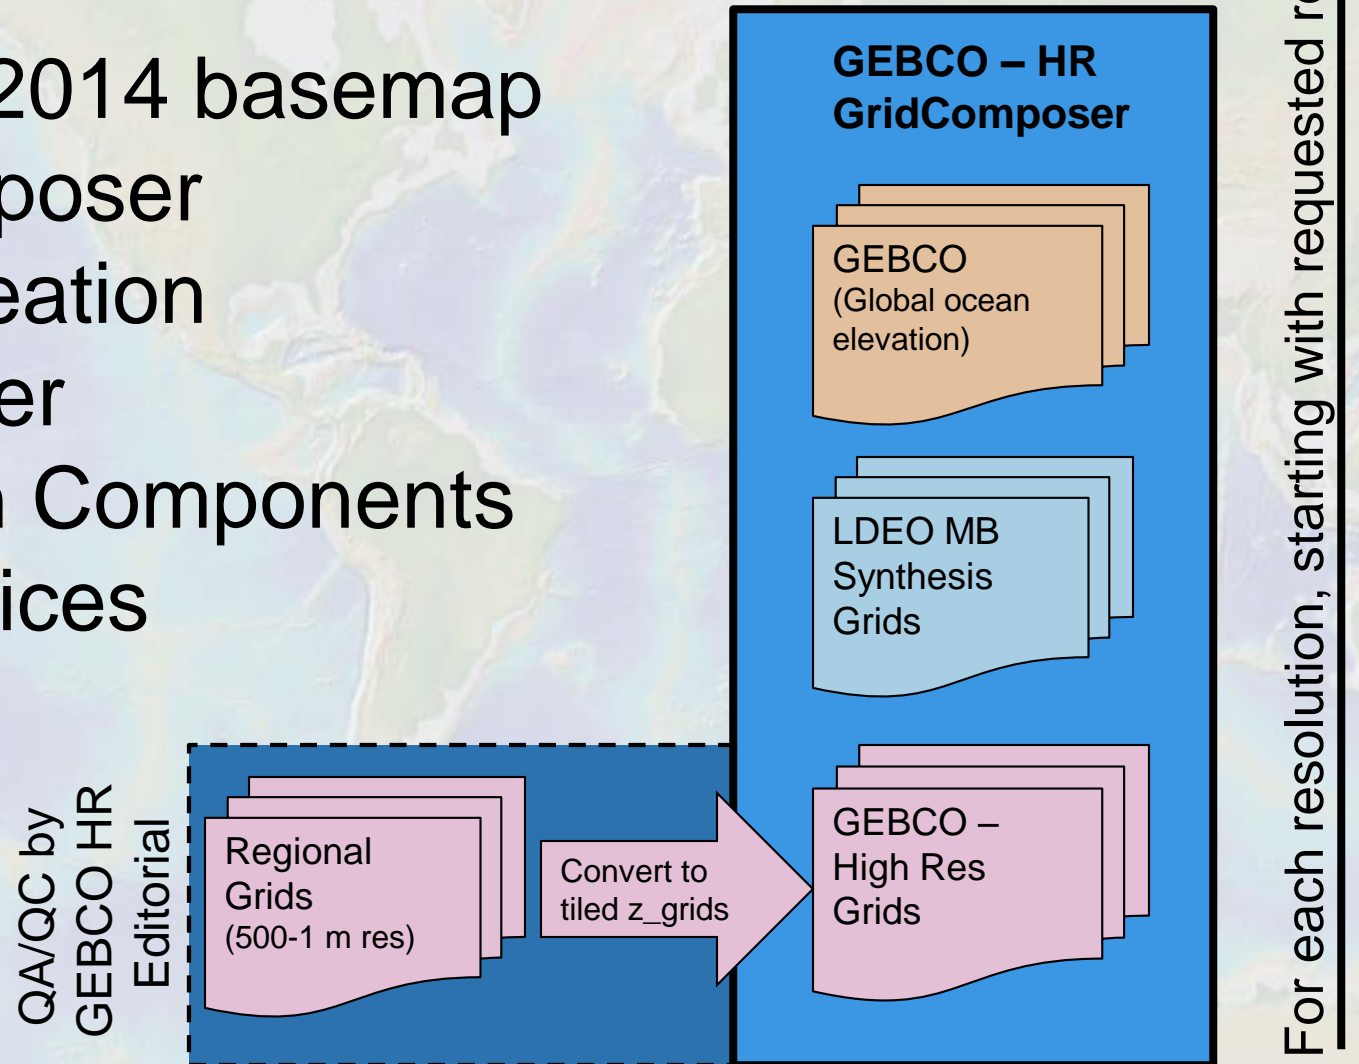 2014 basemap
poser
eation
er
Components
ices
GEBCO – HR
GridComposer
GEBCO
(Global ocean
elevation)
LDEO MB
Synthesis
Grids
GEBCO –
High Res
Grids
Convert to
tiled z_grids
Regional
Grids
(500-1 m res)
QA/QC by
GEBCO HR
Editorial
For each resolution, starting with requested